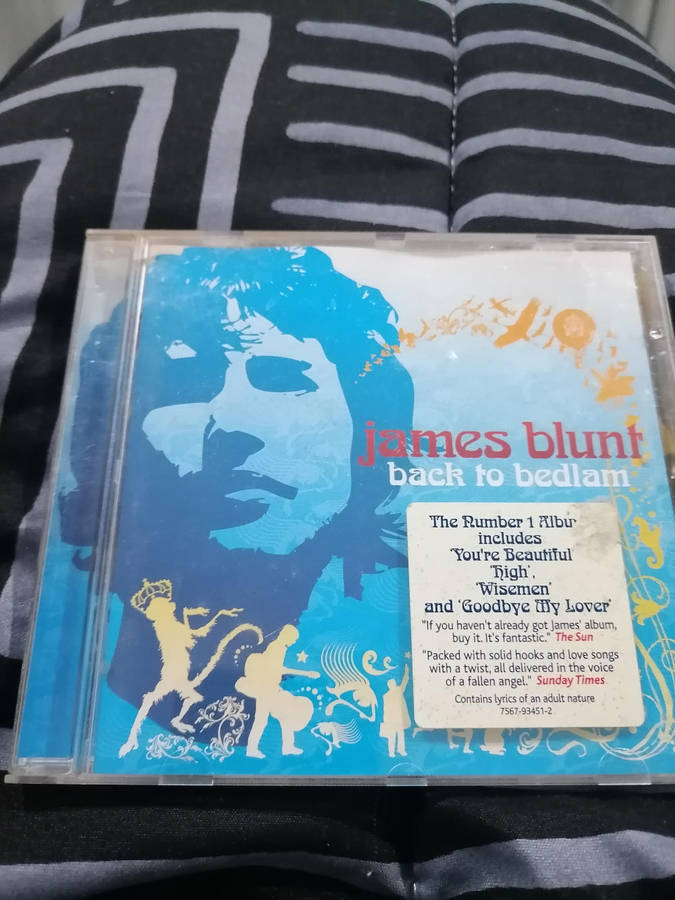 james blunt
back to bedlam
The Number 1 Albu
includes
'You're Beautiful'
'High',
'Wisemen'
and 'Goodbye My Lover'
"If you haven't already got James' album,
buy it. It's fantastic." The Sun
"Packed with solid hooks and love songs
with a twist, all delivered in the voice
of a fallen angel." Sunday Times
Contains lyrics of an adult nature
7567-93451-2